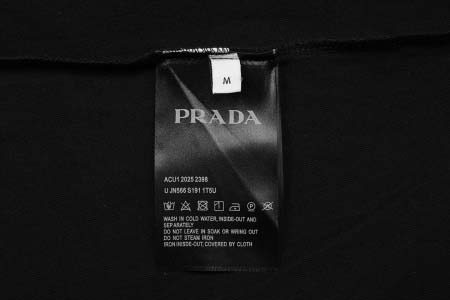 M
PRADA
ACU1 2025 2398
U JN566 S191 1T5U
WASH IN COLD WATER, INSIDE-OUT AND
SEPARATELY
DO NOT LEAVE IN SOAK OR WRING OUT
DO NOT STEAM IRON
IRON INSIDE-OUT, COVERED BY CLOTH